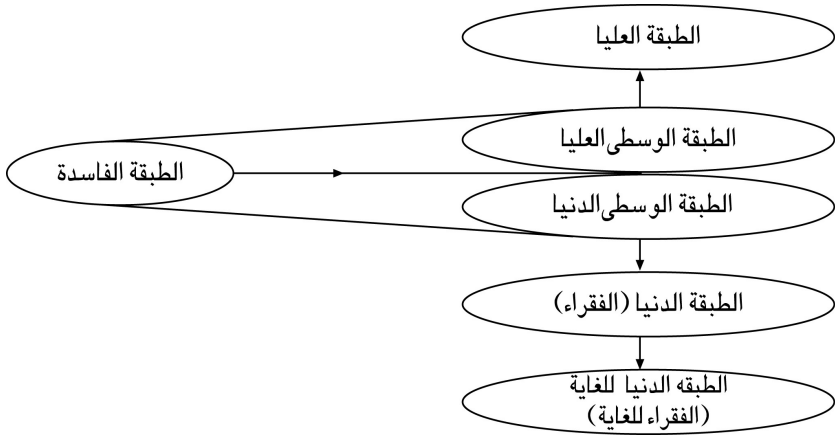 الطبقة العليا
الطبقة الوسطى العليا
الطبقة الفاسدة
الطبقة الوسطى الدنيا
الطبقة الدنيا (الفقراء)
الطبقه الدنيا للغاية
(الفقراء للغاية)